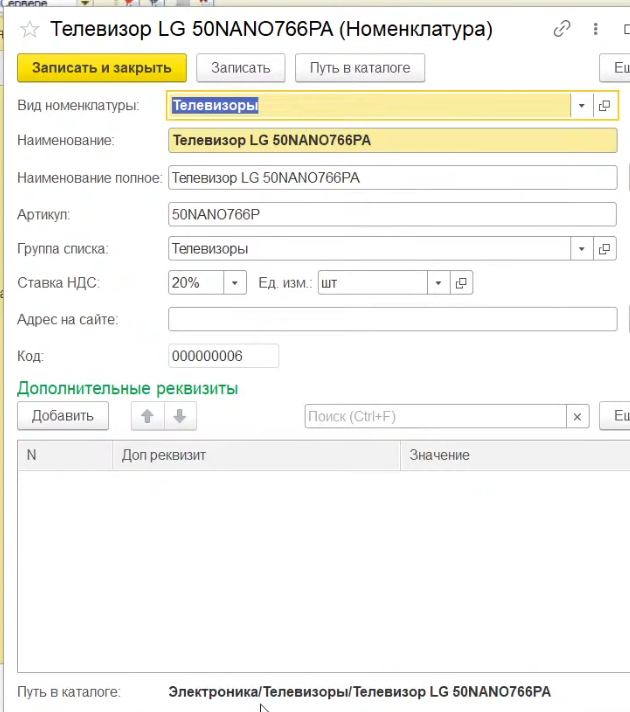 Телевизор LG 50NANO766PA (Номенклатура)
Записать и закрыть Записать Путь в каталоге
Вид номенклатуры: Телевизоры
Наименование: Телевизор LG 50NANO766PA
Наименование полное: Телевизор LG 50NANO766PA
Артикул: 50NANO766P
Группа списка: Телевизоры
Ставка НДС: 20% Ед. изм.: шт
Адрес на сайте:
Код: 000000006
Дополнительные реквизиты
Добавить Поиск (Ctrl+F)
N Доп реквизит Значение
Путь в каталоге: Электроника/Телевизоры/Телевизор LG 50NANO766PA